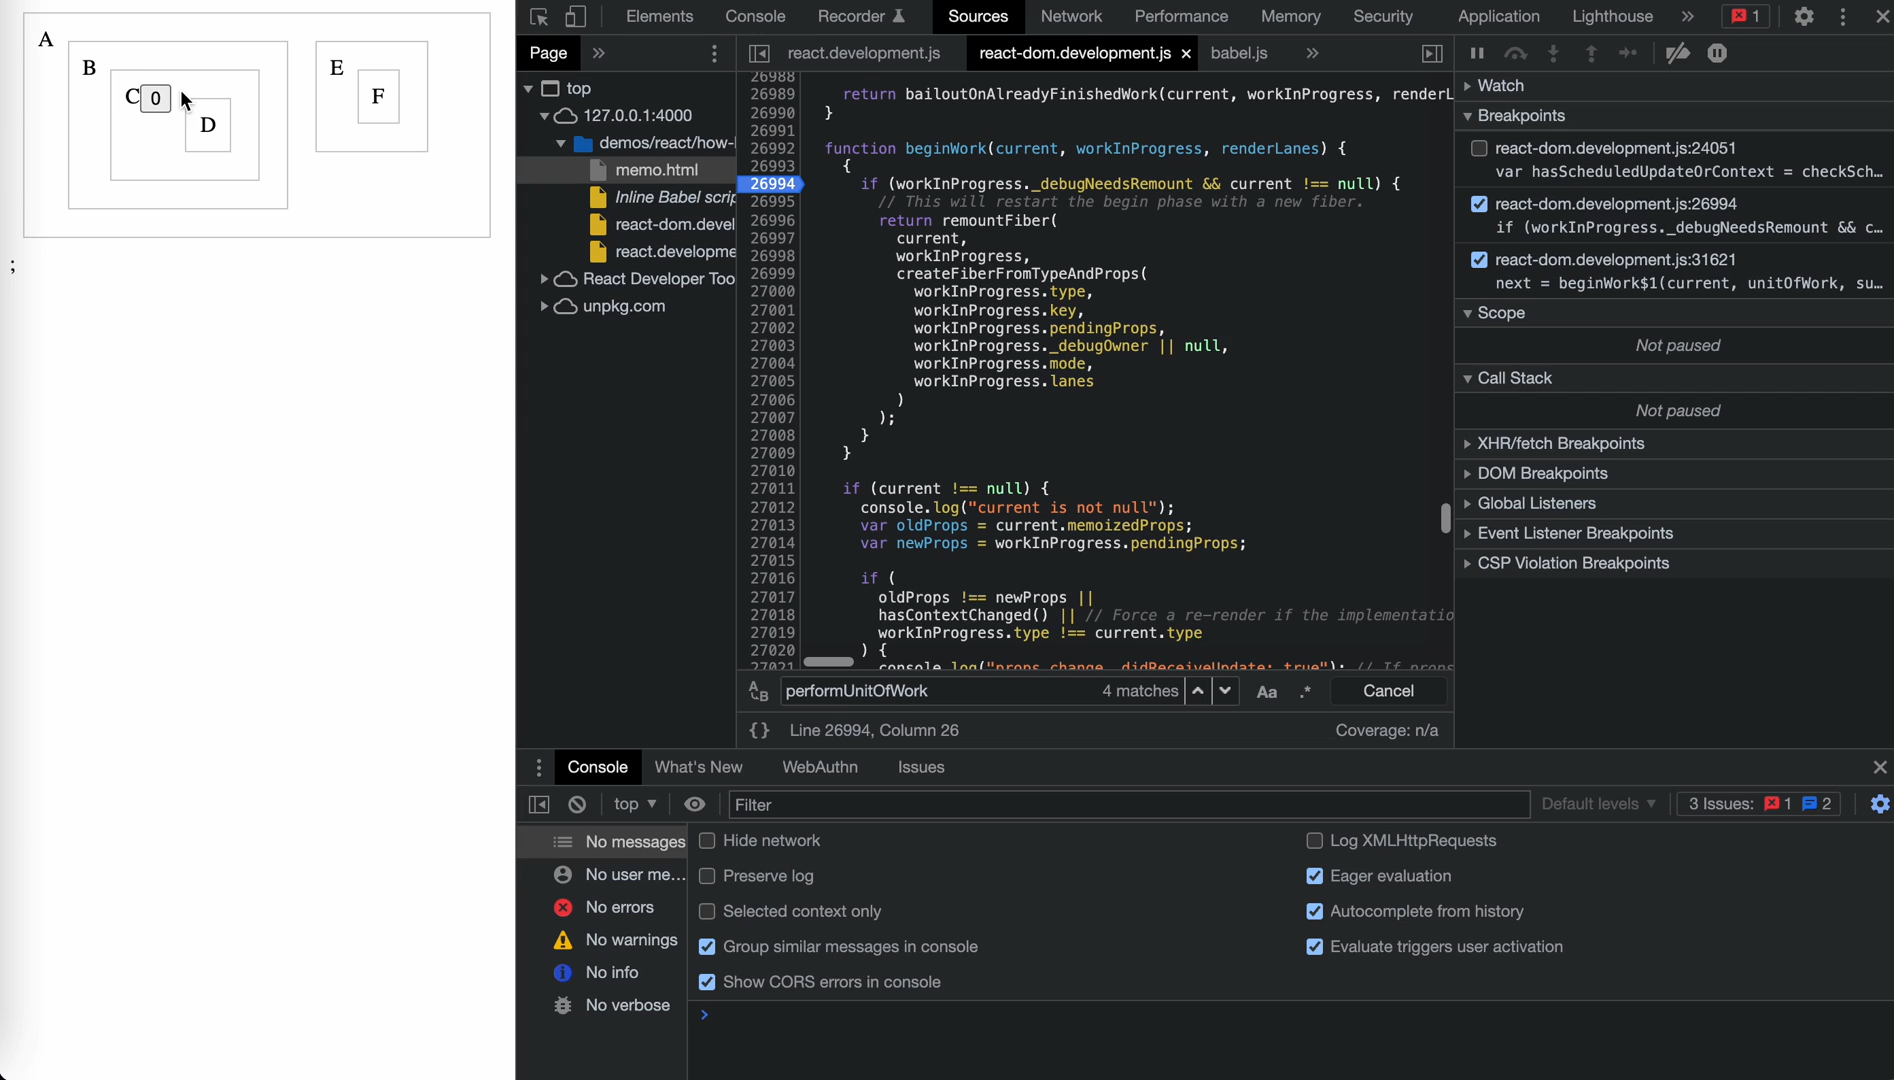 A
B
C 0
D
E
F
;
Elements Console Recorder Sources Network Performance Memory Security Application Lighthouse » 1
Page »
react.development.js react-dom.development.js × babel.js »
top
127.0.0.1:4000
demos/react/how-
memo.html
Inline Babel scrip
react-dom.devel
react.developme
React Developer Too
unpkg.com
26988
26989 return bailoutOnAlreadyFinishedWork(current, workInProgress, renderL
26990 }
26991
26992 function beginWork(current, workInProgress, renderLanes) {
26993 {
26994 if (workInProgress._debugNeedsRemount && current !== null) {
26995 // This will restart the begin phase with a new fiber.
26996 return remountFiber(
26997 current,
26998 workInProgress,
26999 createFiberFromTypeAndProps(
27000 workInProgress.type,
27001 workInProgress.key,
27002 workInProgress.pendingProps,
27003 workInProgress._debugOwner || null,
27004 workInProgress.mode,
27005 workInProgress.lanes
27006 )
27007 );
27008 }
27009 }
27010
27011 if (current !== null) {
27012 console.log("current is not null");
27013 var oldProps = current.memoizedProps;
27014 var newProps = workInProgress.pendingProps;
27015
27016 if (
27017 oldProps !== newProps ||
27018 hasContextChanged() || // Force a re-render if the implementatio
27019 workInProgress.type !== current.type
27020 ) {
27021 console.log("props change, didReceiveUpdate: true"); // If props
performUnitOfWork 4 matches Aa .* Cancel
{} Line 26994, Column 26 Coverage: n/a
Watch
Breakpoints
react-dom.development.js:24051
var hasScheduledUpdateOrContext = checkSch…
react-dom.development.js:26994
if (workInProgress._debugNeedsRemount && c…
react-dom.development.js:31621
next = beginWork$1(current, unitOfWork, su…
Scope
Not paused
Call Stack
Not paused
XHR/fetch Breakpoints
DOM Breakpoints
Global Listeners
Event Listener Breakpoints
CSP Violation Breakpoints
Console What's New WebAuthn Issues
top Filter Default levels 3 Issues: 1 2
No messages
No user me…
No errors
No warnings
No info
No verbose
Hide network
Preserve log
Selected context only
Group similar messages in console
Show CORS errors in console
Log XMLHttpRequests
Eager evaluation
Autocomplete from history
Evaluate triggers user activation
>